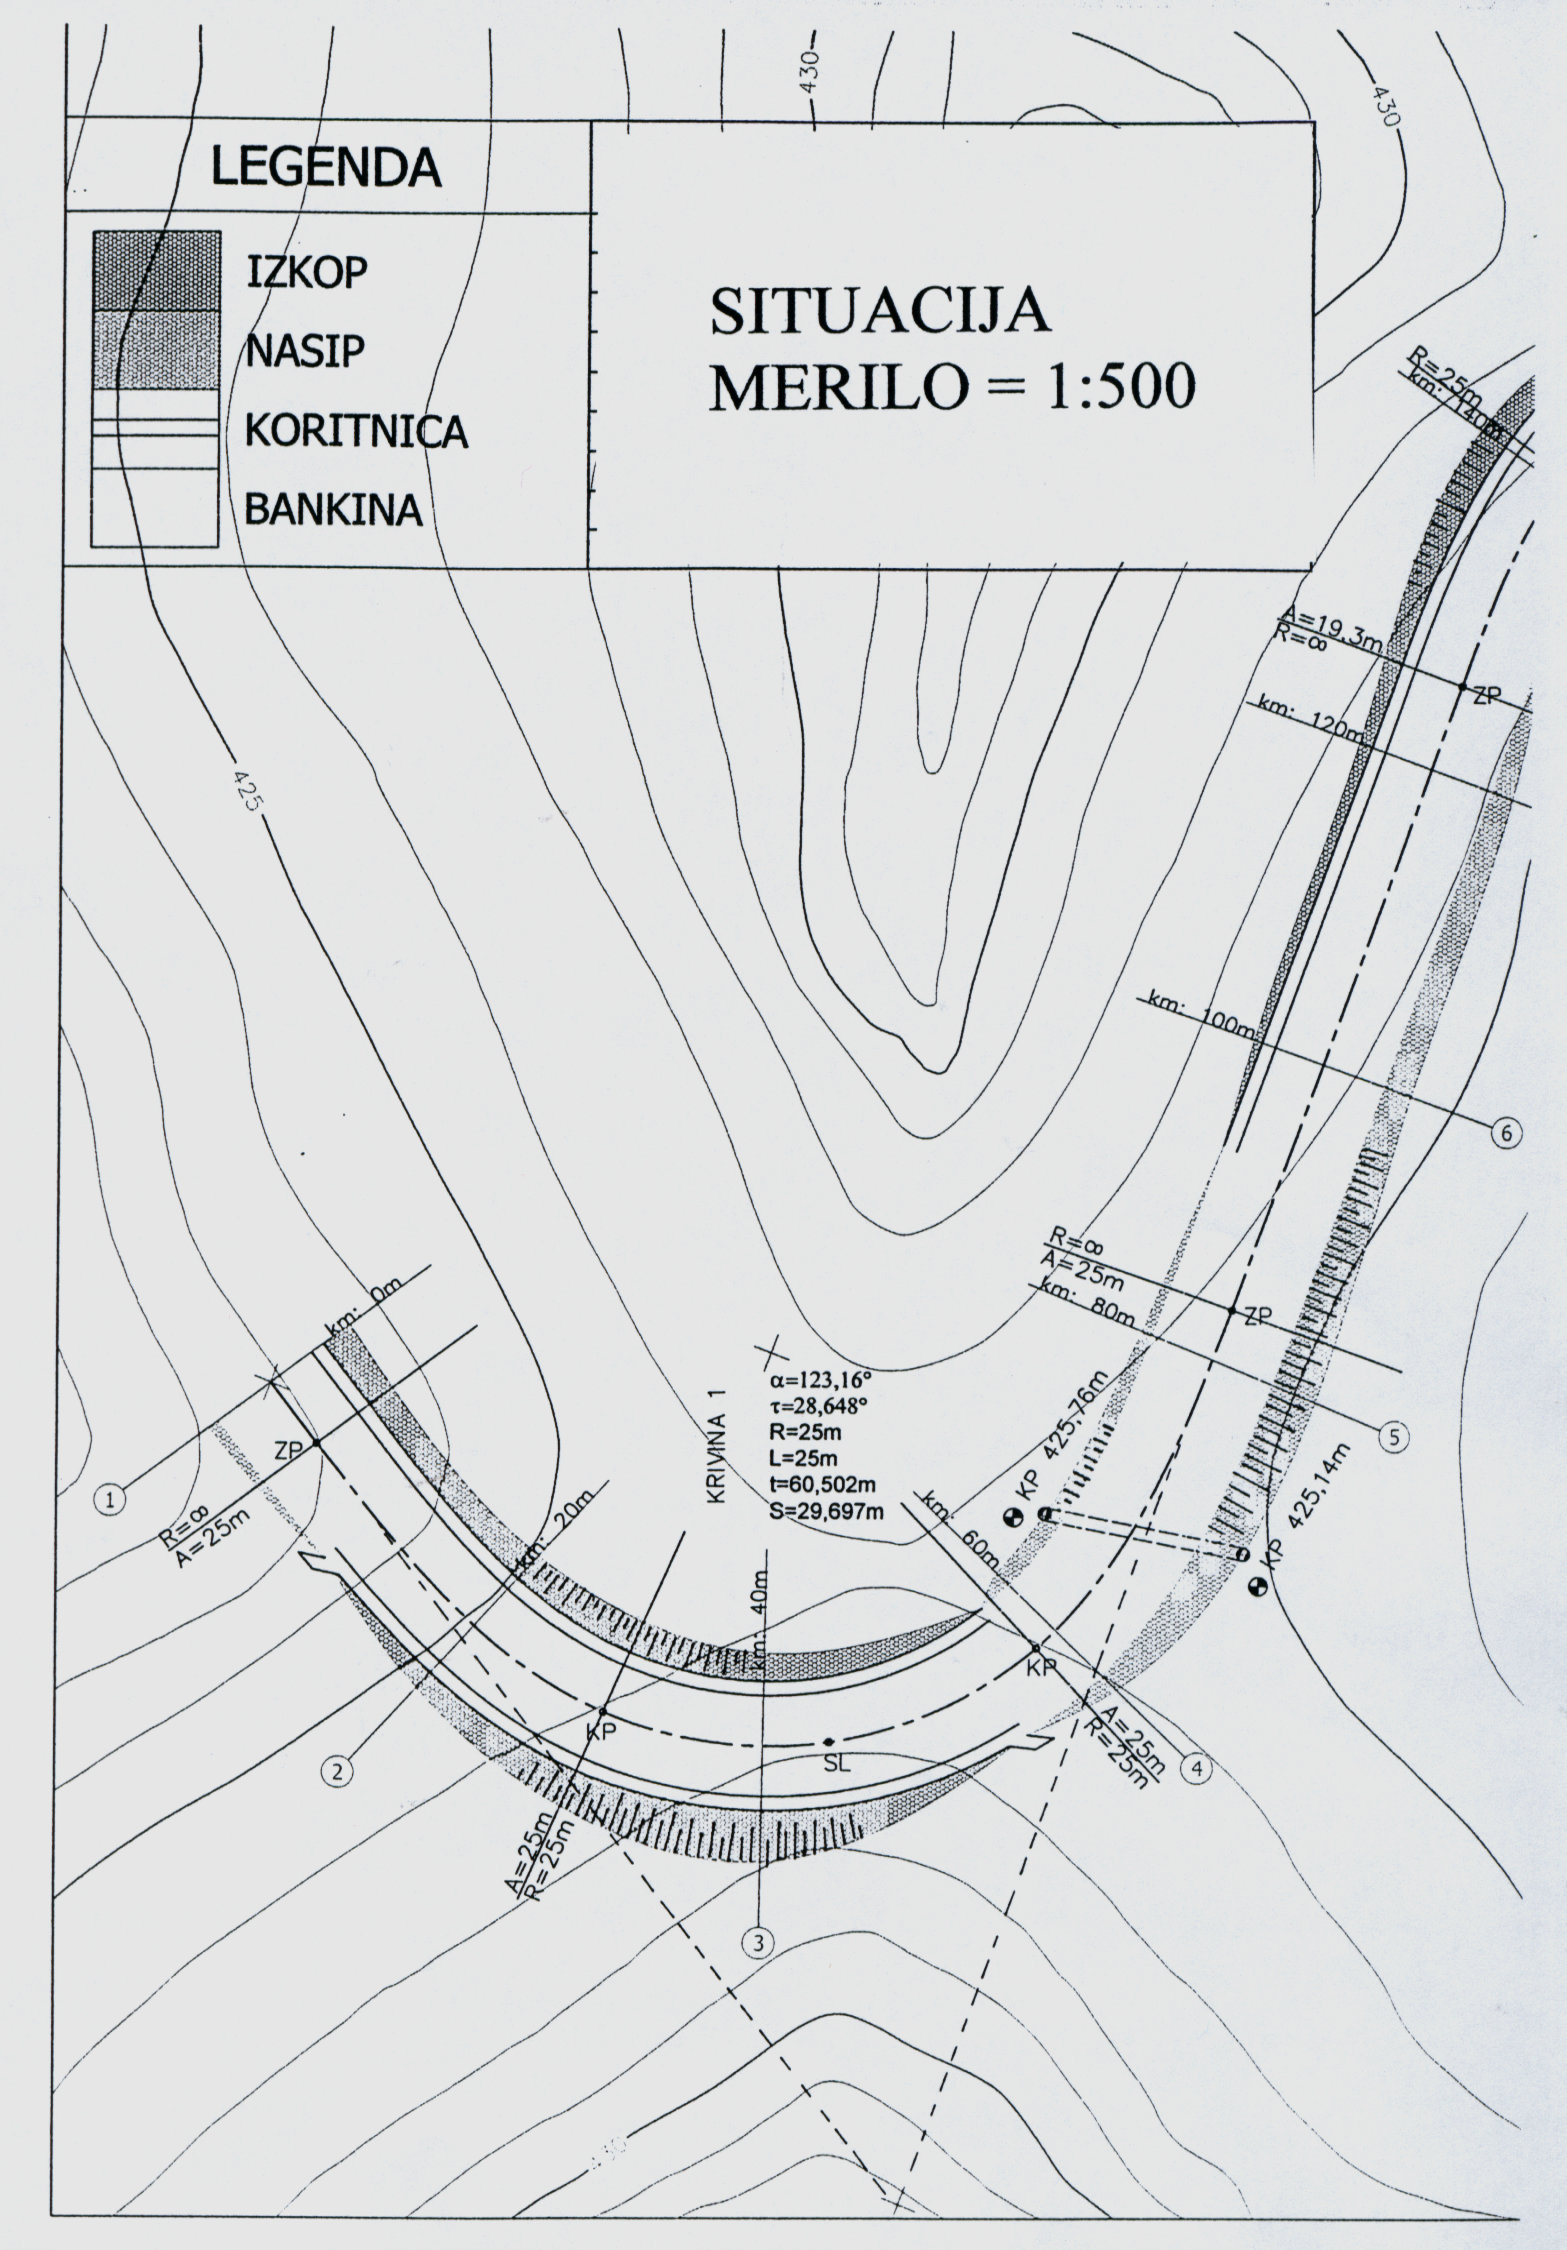 430
430
LEGENDA
IZKOP
NASIP
KORITNICA
BANKINA
SITUACIJA
MERILO = 1:500
R=25m
km: 140m
A=19,3m
R=∞
ZP
km: 120m
425
km: 100m
6
R=∞
A=25m
km: 80m
ZP
5
km: 0m
ZP
1
R=∞
A=25m
KRIVINA 1
α=123,16°
τ=28,648°
R=25m
L=25m
t=60,502m
S=29,697m
KP 425,76m
KP 425,14m
km: 20m
km: 40m
km: 60m
KP
KP
SL
2
A=25m
R=25m
A=25m
R=25m
4
3
430